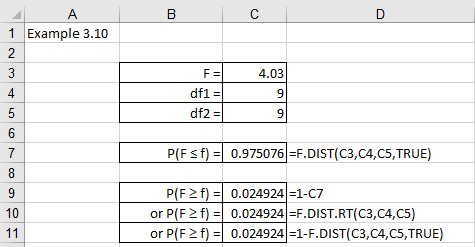 A B C D
1 Example 3.10
2
3 F = 4.03
4 df1 = 9
5 df2 = 9
6
7 P(F ≤ f) = 0.975076 =F.DIST(C3,C4,C5,TRUE)
8
9 P(F ≥ f) = 0.024924 =1-C7
10 or P(F ≥ f) = 0.024924 =F.DIST.RT(C3,C4,C5)
11 or P(F ≥ f) = 0.024924 =1-F.DIST(C3,C4,C5,TRUE)